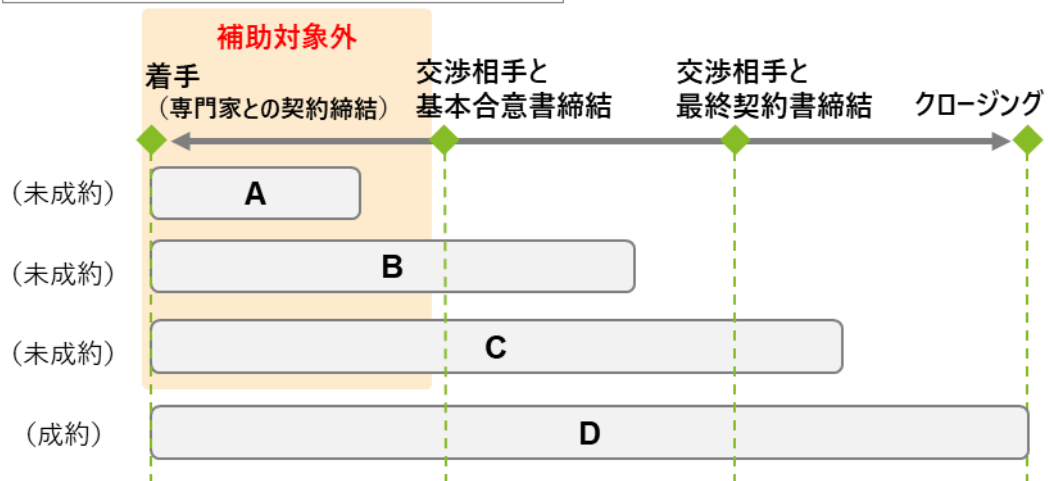 補助対象外
着手
（専門家との契約締結）
交渉相手と
基本合意書締結
交渉相手と
最終契約書締結
クロージング
（未成約）
A
（未成約）
B
（未成約）
C
（成約）
D